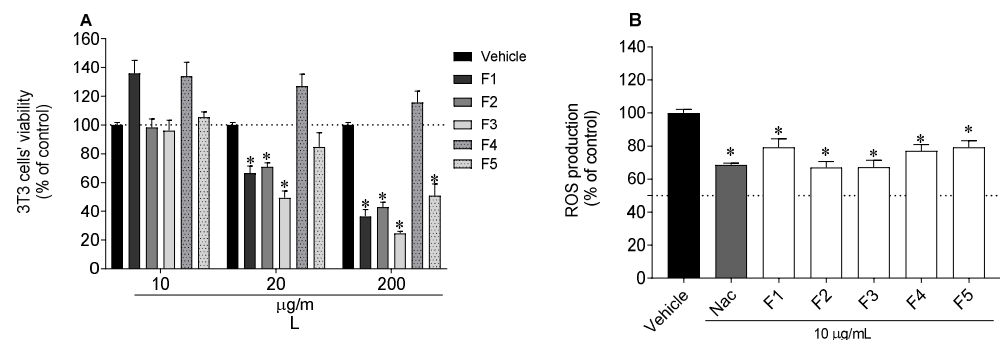 A
3T3 cells' viability
(% of control)
160
140
120
100
80
60
40
20
0
* * *
* * * *
10 20 200
μg/m
L
Vehicle
F1
F2
F3
F4
F5
B
ROS production
(% of control)
140
120
100
80
60
40
20
0
* * * * * *
Vehicle Nac F1 F2 F3 F4 F5
10 μg/mL